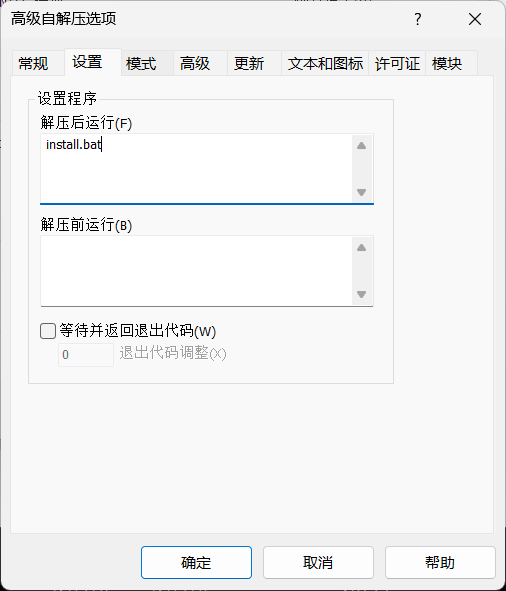 高级自解压选项
常规 设置 模式 高级 更新 文本和图标 许可证 模块
设置程序
解压后运行(F)
install.bat
解压前运行(B)
等待并返回退出代码(W)
0 退出代码调整(X)
确定 取消 帮助